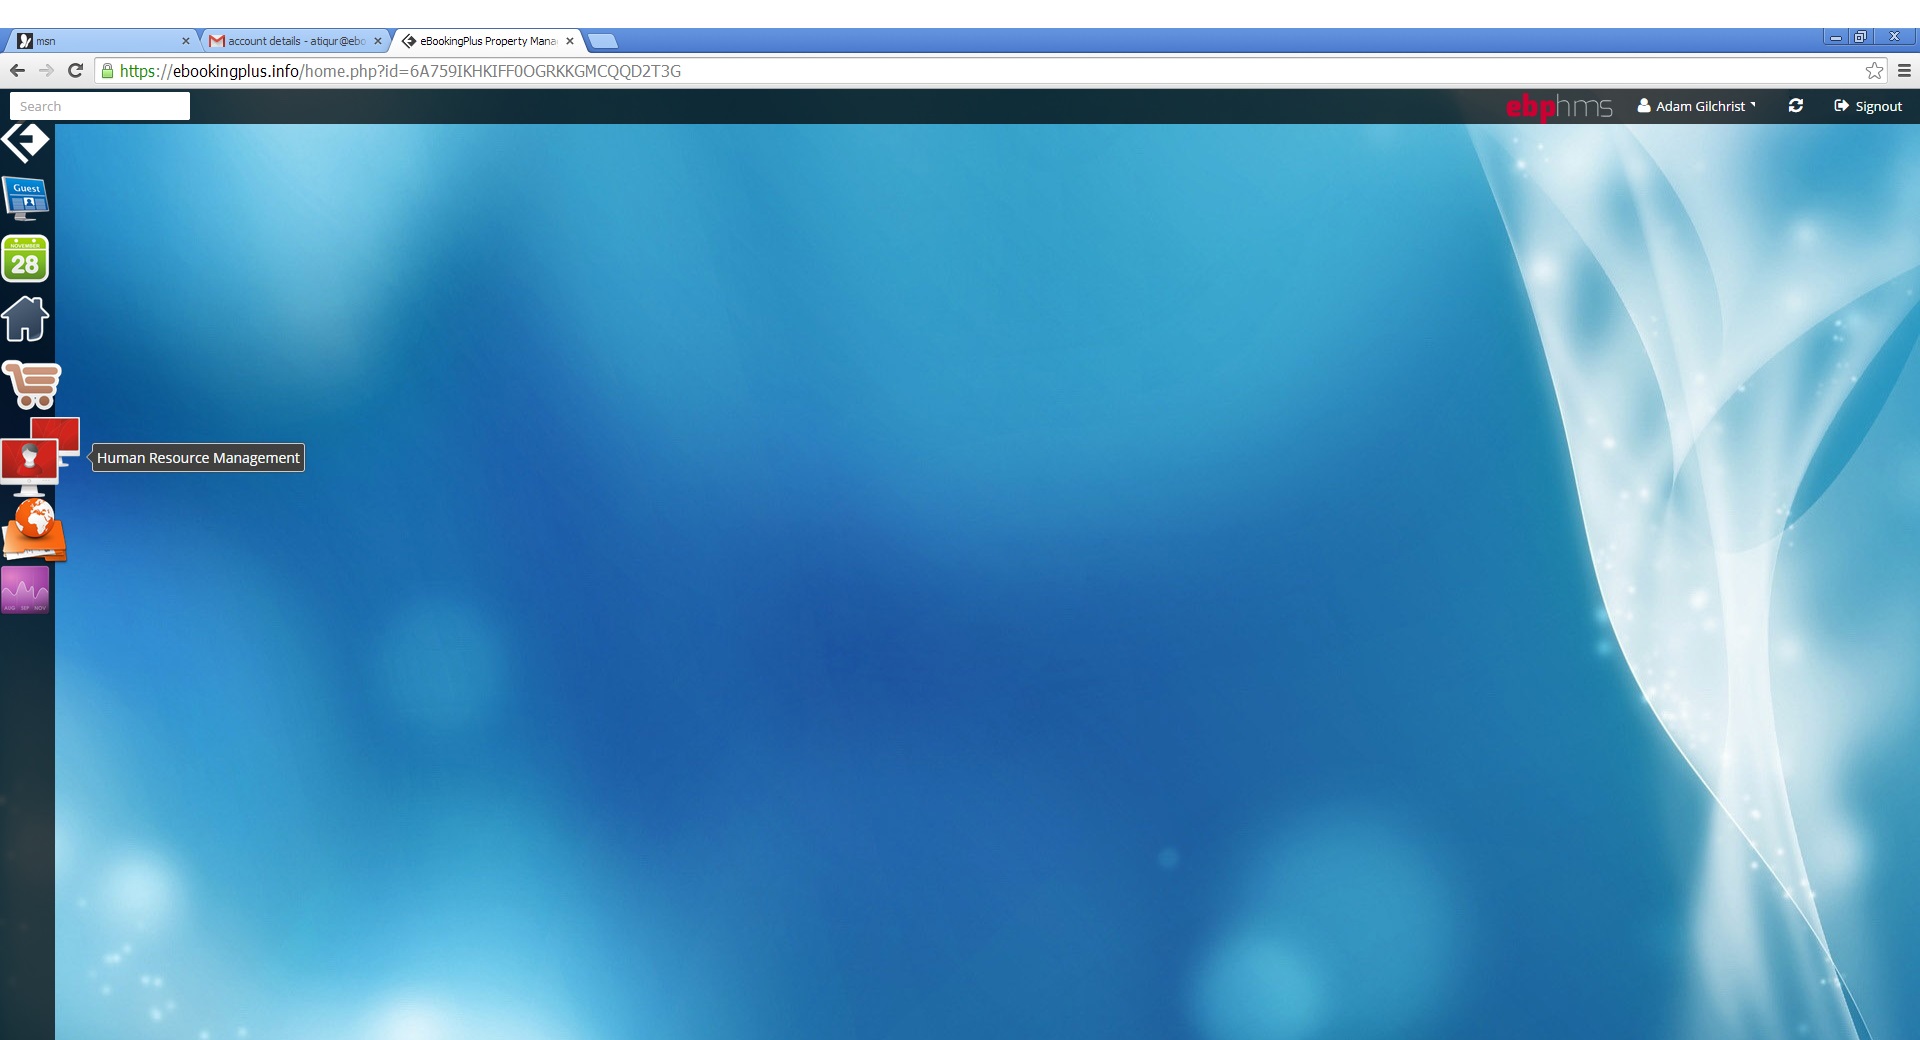 msn
account details - atiqur@ebo
eBookingPlus Property Mana
https://ebookingplus.info/home.php?id=6A759IKHKIFF0OGRKKGMCQQD2T3G
Search
ebphms
Adam Gilchrist
Signout
Guest
NOVEMBER
28
Human Resource Management
AUG SEP NOV